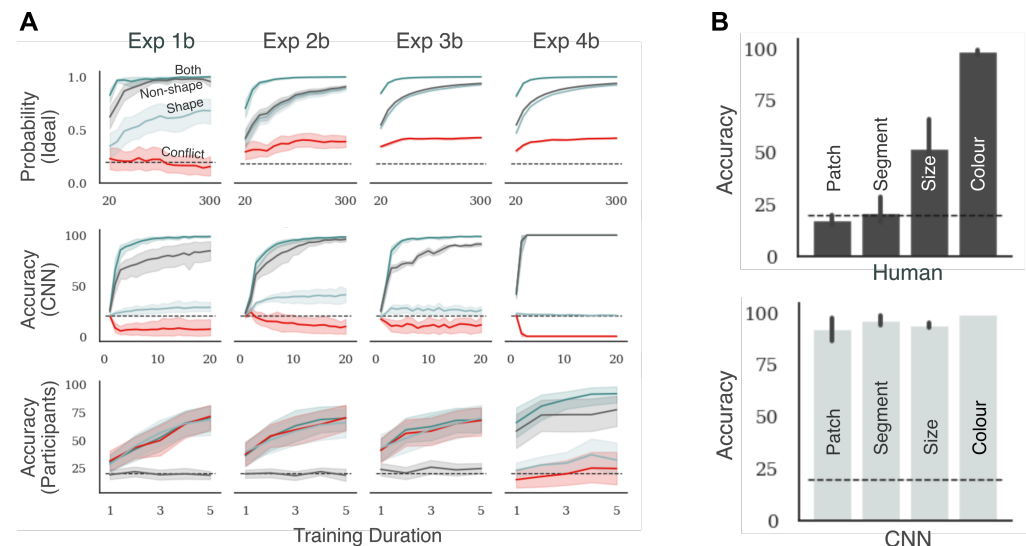 A
Exp 1b
Exp 2b
Exp 3b
Exp 4b
Probability
(Ideal)
1.0
0.5
0.0
Both
Non-shape
Shape
Conflict
20
300
20
300
20
300
20
300
Accuracy
(CNN)
100
50
0
0
10
20
0
10
20
0
10
20
0
10
20
Accuracy
(Participants)
100
75
50
25
1
3
5
1
3
5
1
3
5
1
3
5
Training Duration
B
Accuracy
100
75
50
25
0
Patch
Segment
Size
Colour
Human
Accuracy
100
75
50
25
0
Patch
Segment
Size
Colour
CNN